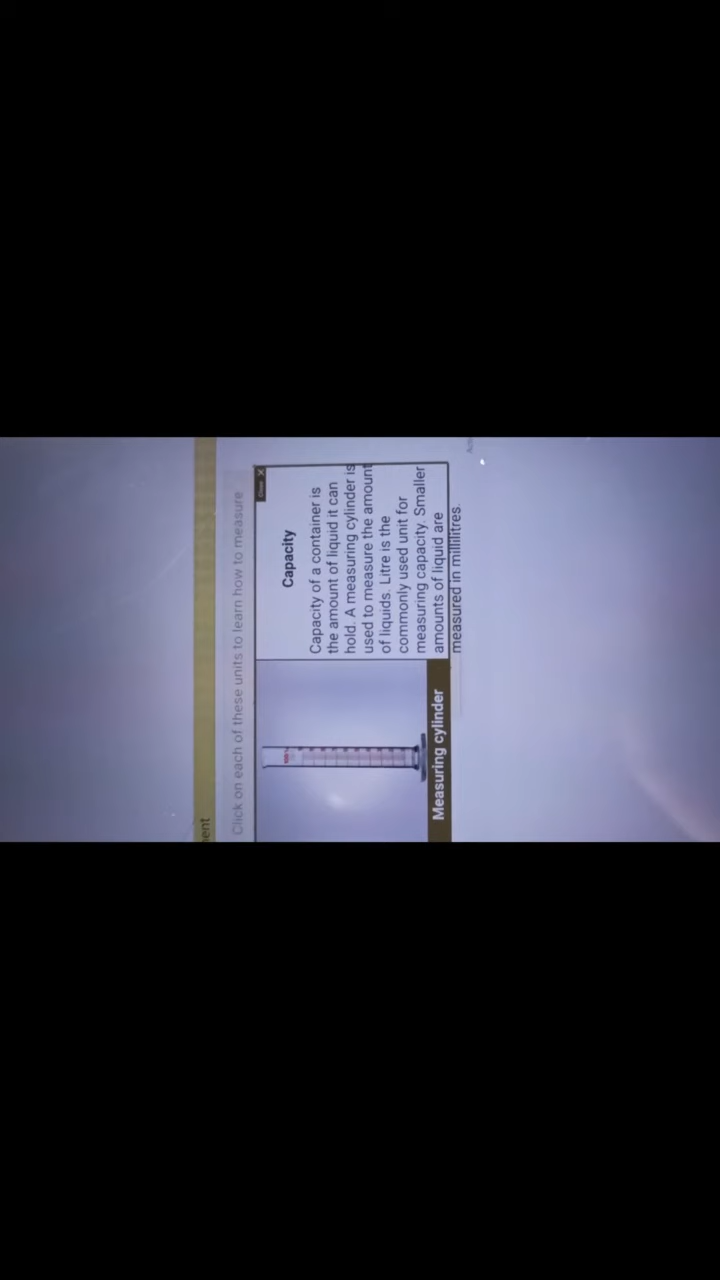 ent
Click on each of these units to learn how to measure
Close X
Capacity
Capacity of a container is
the amount of liquid it can
hold. A measuring cylinder is
used to measure the amount
of liquids. Litre is the
commonly used unit for
measuring capacity. Smaller
amounts of liquid are
measured in millilitres
Measuring cylinder